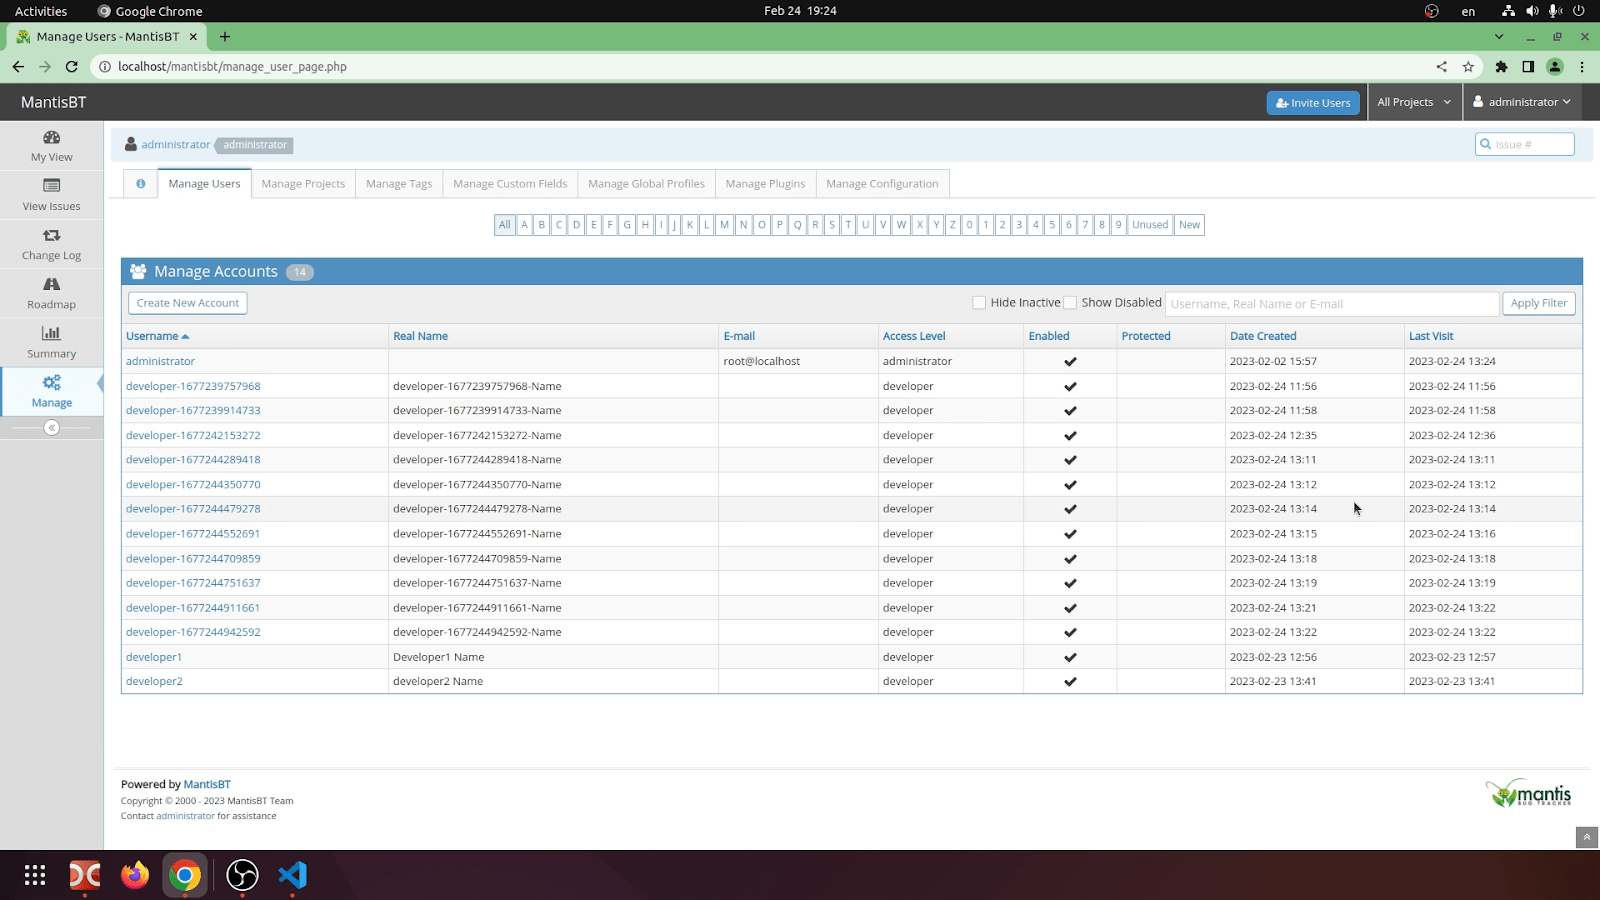 Activities Google Chrome Feb 24 19:24 en
Manage Users - MantisBT
localhost/mantisbt/manage_user_page.php
MantisBT Invite Users All Projects administrator
My View
View Issues
Change Log
Roadmap
Summary
Manage
administrator administrator Issue #
Manage Users Manage Projects Manage Tags Manage Custom Fields Manage Global Profiles Manage Plugins Manage Configuration
All A B C D E F G H I J K L M N O P Q R S T U V W X Y Z 0 1 2 3 4 5 6 7 8 9 Unused New
Manage Accounts 14
Create New Account Hide Inactive Show Disabled Username, Real Name or E-mail Apply Filter
Username Real Name E-mail Access Level Enabled Protected Date Created Last Visit
administrator root@localhost administrator 2023-02-02 15:57 2023-02-24 13:24
developer-1677239757968 developer-1677239757968-Name developer 2023-02-24 11:56 2023-02-24 11:56
developer-1677239914733 developer-1677239914733-Name developer 2023-02-24 11:58 2023-02-24 11:58
developer-1677242153272 developer-1677242153272-Name developer 2023-02-24 12:35 2023-02-24 12:36
developer-1677244289418 developer-1677244289418-Name developer 2023-02-24 13:11 2023-02-24 13:11
developer-1677244350770 developer-1677244350770-Name developer 2023-02-24 13:12 2023-02-24 13:12
developer-1677244479278 developer-1677244479278-Name developer 2023-02-24 13:14 2023-02-24 13:14
developer-1677244552691 developer-1677244552691-Name developer 2023-02-24 13:15 2023-02-24 13:16
developer-1677244709859 developer-1677244709859-Name developer 2023-02-24 13:18 2023-02-24 13:18
developer-1677244751637 developer-1677244751637-Name developer 2023-02-24 13:19 2023-02-24 13:19
developer-1677244911661 developer-1677244911661-Name developer 2023-02-24 13:21 2023-02-24 13:22
developer-1677244942592 developer-1677244942592-Name developer 2023-02-24 13:22 2023-02-24 13:22
developer1 Developer1 Name developer 2023-02-23 12:56 2023-02-23 12:57
developer2 developer2 Name developer 2023-02-23 13:41 2023-02-23 13:41
Powered by MantisBT
Copyright © 2000 - 2023 MantisBT Team
Contact administrator for assistance
mantis
BUG TRACKER